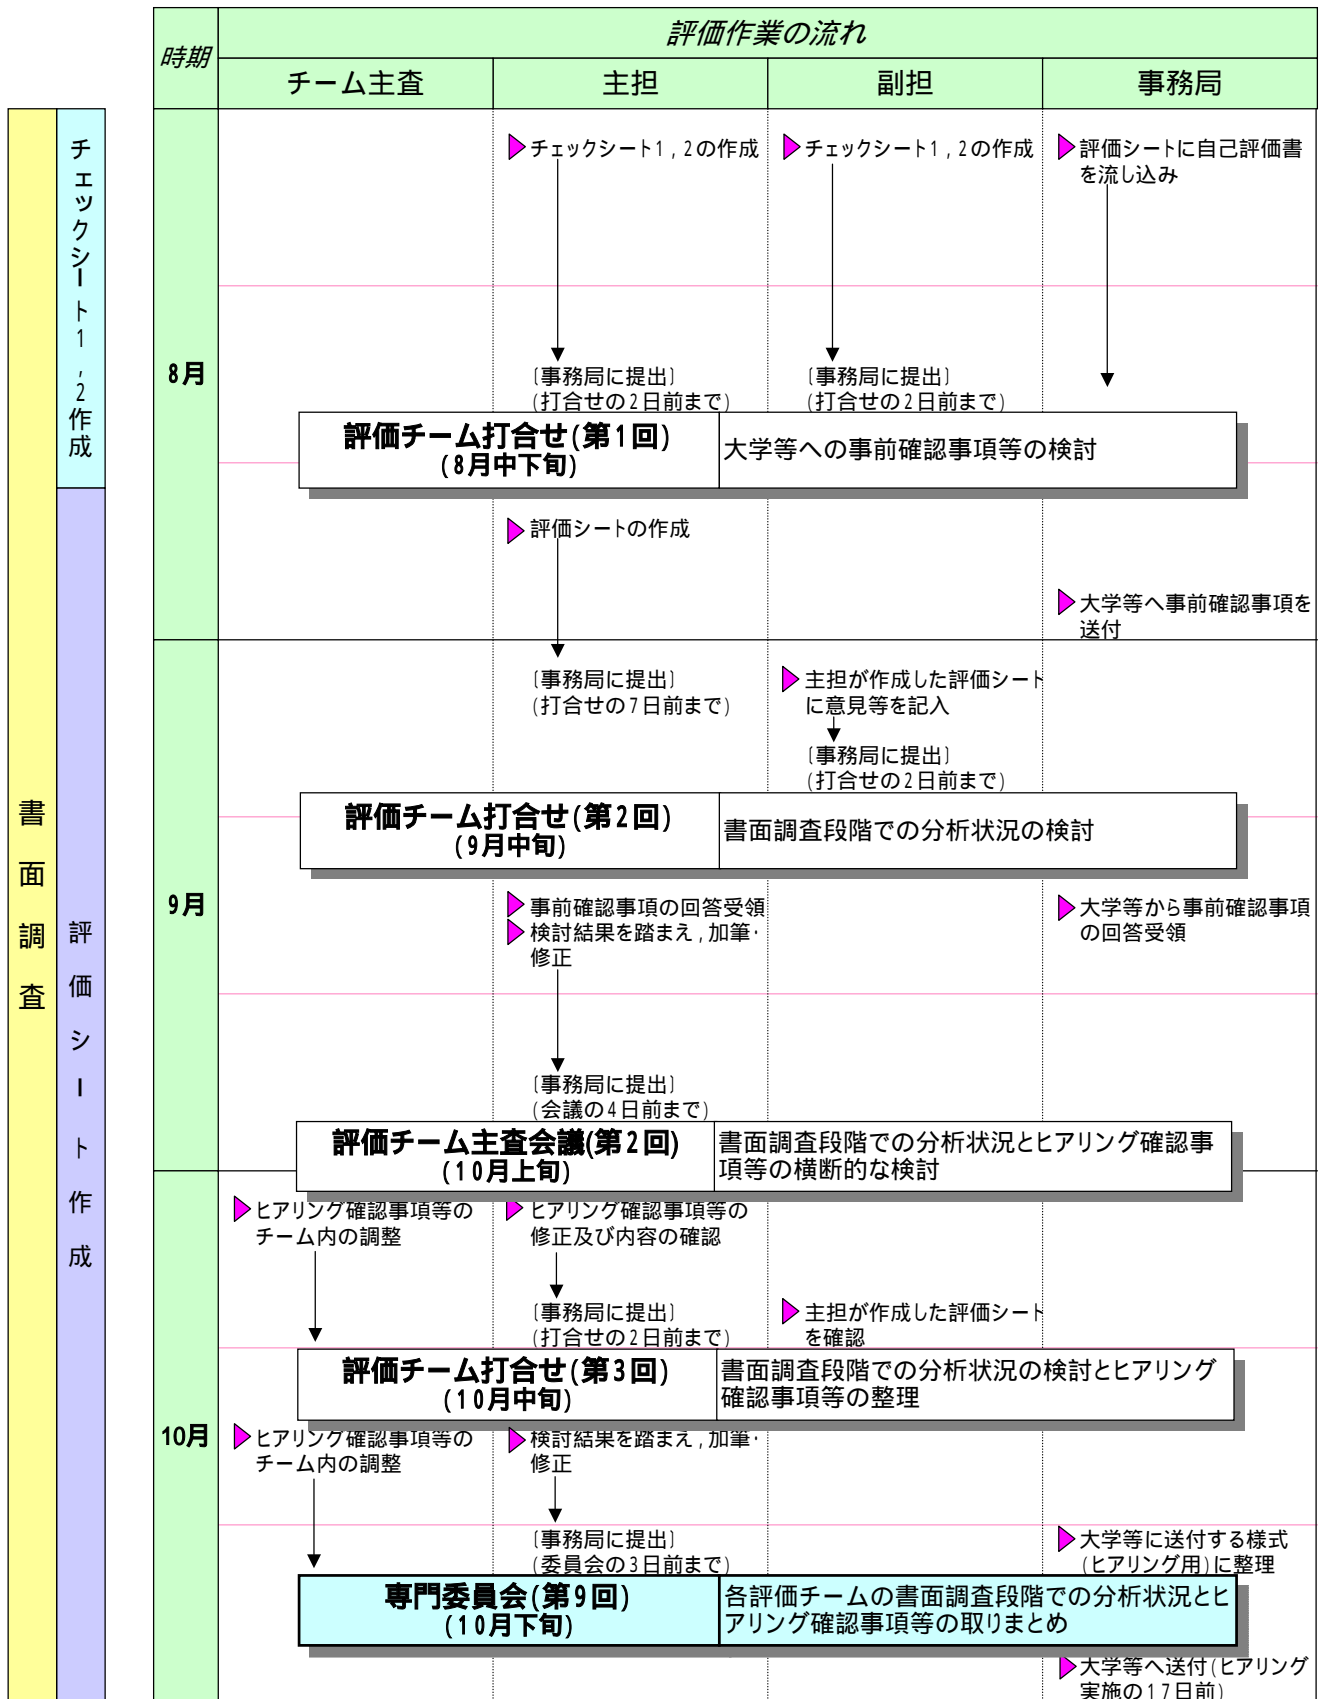 時期
評価作業の流れ
チーム主査
主担
副担
事務局
書面調査
チェックシート1,2作成
評価シート作成
8月
チェックシート1,2の作成
チェックシート1,2の作成
評価シートに自己評価書
を流し込み
〔事務局に提出〕
(打合せの2日前まで)
〔事務局に提出〕
(打合せの2日前まで)
評価チーム打合せ(第1回)
(8月中下旬)
大学等への事前確認事項等の検討
評価シートの作成
大学等へ事前確認事項を
送付
9月
〔事務局に提出〕
(打合せの7日前まで)
主担が作成した評価シート
に意見等を記入
〔事務局に提出〕
(打合せの2日前まで)
評価チーム打合せ(第2回)
(9月中旬)
書面調査段階での分析状況の検討
事前確認事項の回答受領
検討結果を踏まえ,加筆・
修正
大学等から事前確認事項
の回答受領
〔事務局に提出〕
(会議の4日前まで)
評価チーム主査会議(第2回)
(10月上旬)
書面調査段階での分析状況とヒアリング確認事
項等の横断的な検討
10月
ヒアリング確認事項等の
チーム内の調整
ヒアリング確認事項等の
修正及び内容の確認
〔事務局に提出〕
(打合せの2日前まで)
主担が作成した評価シート
を確認
評価チーム打合せ(第3回)
(10月中旬)
書面調査段階での分析状況の検討とヒアリング
確認事項等の整理
ヒアリング確認事項等の
チーム内の調整
検討結果を踏まえ,加筆・
修正
〔事務局に提出〕
(委員会の3日前まで)
大学等に送付する様式
(ヒアリング用)に整理
専門委員会(第9回)
(10月下旬)
各評価チームの書面調査段階での分析状況とヒ
アリング確認事項等の取りまとめ
大学等へ送付(ヒアリング
実施の17日前)